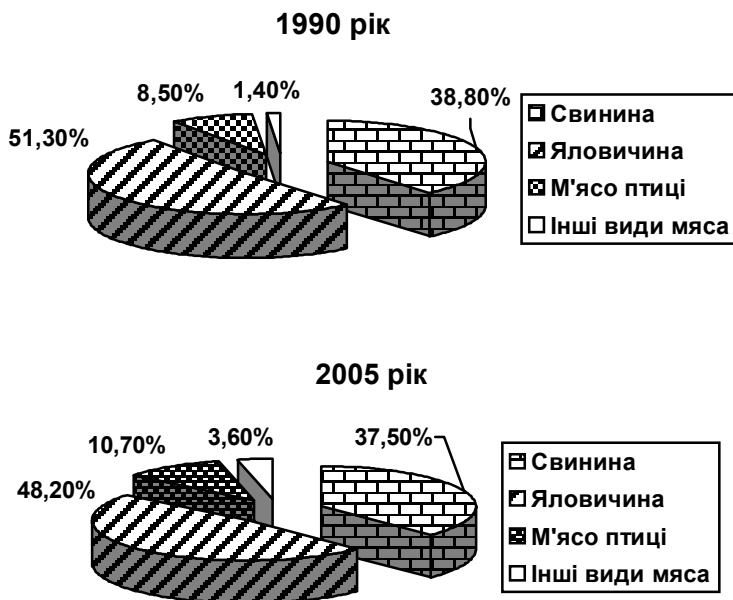 1990 рік
8,50%
1,40%
38,80%
51,30%
Свинина
Яловичина
М'ясо птиці
Інші види мяса
2005 рік
10,70%
3,60%
37,50%
48,20%
Свинина
Яловичина
М'ясо птиці
Інші види мяса